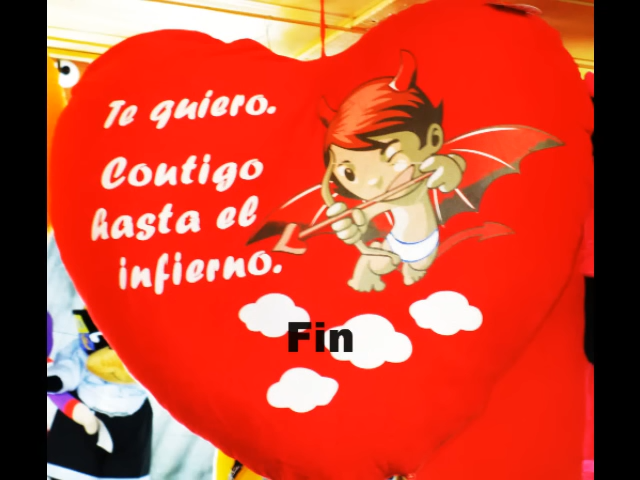 Te quiero.
Contigo
hasta el
infierno.
Fin